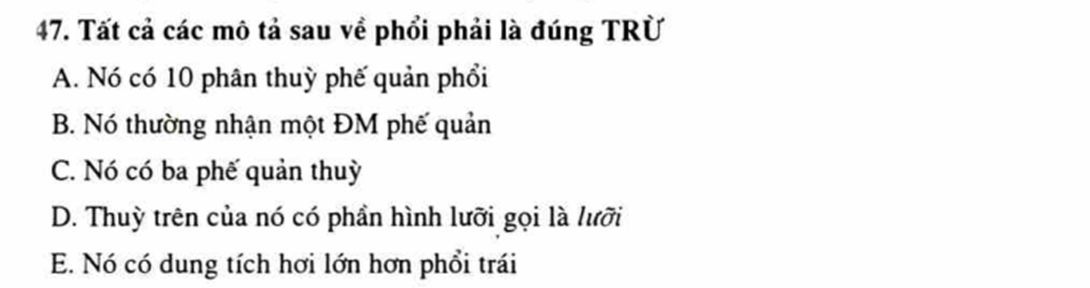 47. Tất cả các mô tả sau về phổi phải là đúng TRỪ
A. Nó có 10 phân thuỳ phế quản phổi
B. Nó thường nhận một ĐM phế quản
C. Nó có ba phế quản thuỳ
D. Thuỳ trên của nó có phần hình lưỡi gọi là lưỡi
E. Nó có dung tích hơi lớn hơn phổi trái